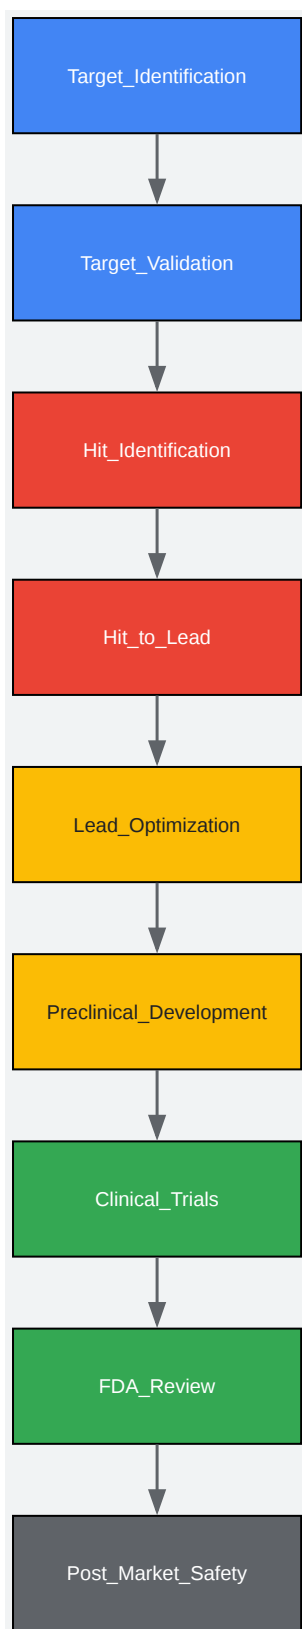 Target_Identification
Target_Validation
Hit_Identification
Hit_to_Lead
Lead_Optimization
Preclinical_Development
Clinical_Trials
FDA_Review
Post_Market_Safety